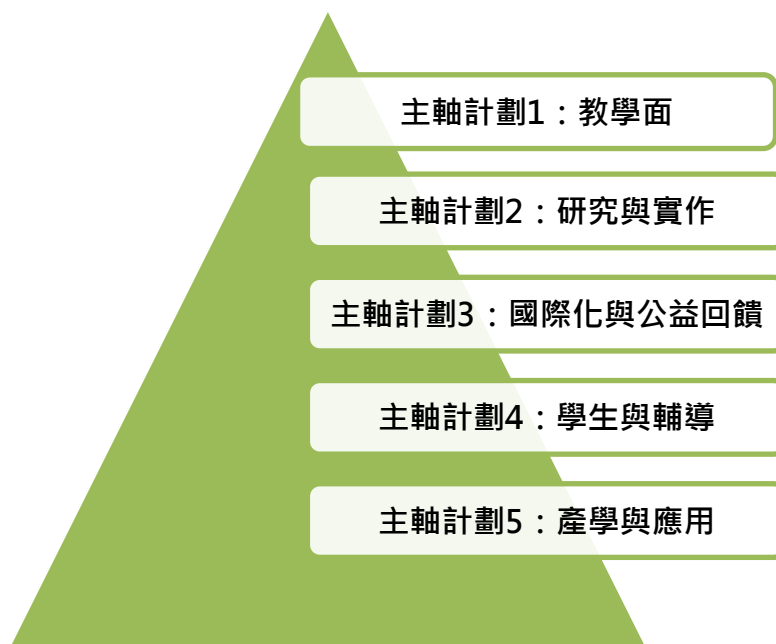 主軸計劃1：教學面
主軸計劃2：研究與實作
主軸計劃3：國際化與公益回饋
主軸計劃4：學生與輔導
主軸計劃5：產學與應用